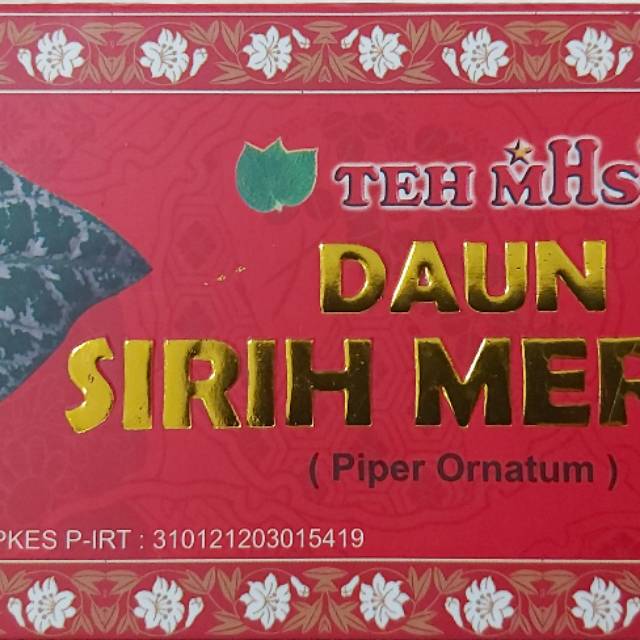 TEH MHS
DAUN
SIRIH MER
( Piper Ornatum )
PKES P-IRT : 310121203015419